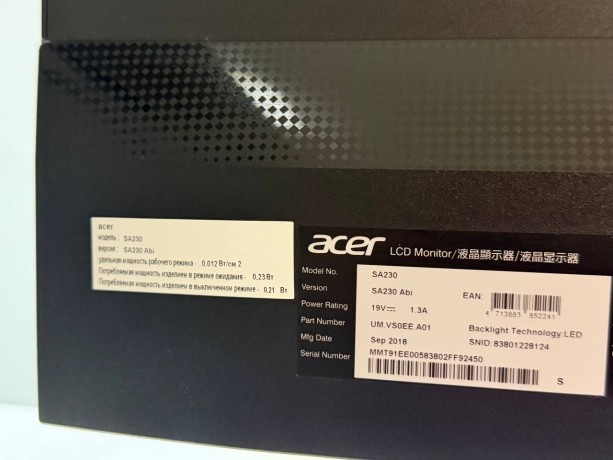 acer
модель : SA230
версия : SA230 Abi
удельная мощность рабочего режима - 0,012 Вт/см 2
Потребляемая мощность изделием в режиме ожидания - 0,23 Вт
Потребляемая мощность изделием в выключенном режиме - 0,21 Вт
acer LCD Monitor/液晶顯示器/液晶显示器
Model No. SA230
Version SA230 Abi EAN:
Power Rating 19V⎓ 1.3A 4 713883 852241
Part Number UM.VS0EE.A01 Backlight Technology:LED
Mfg Date Sep 2018 SNID: 83801228124
Serial Number MMT91EE00583802FF92450
S